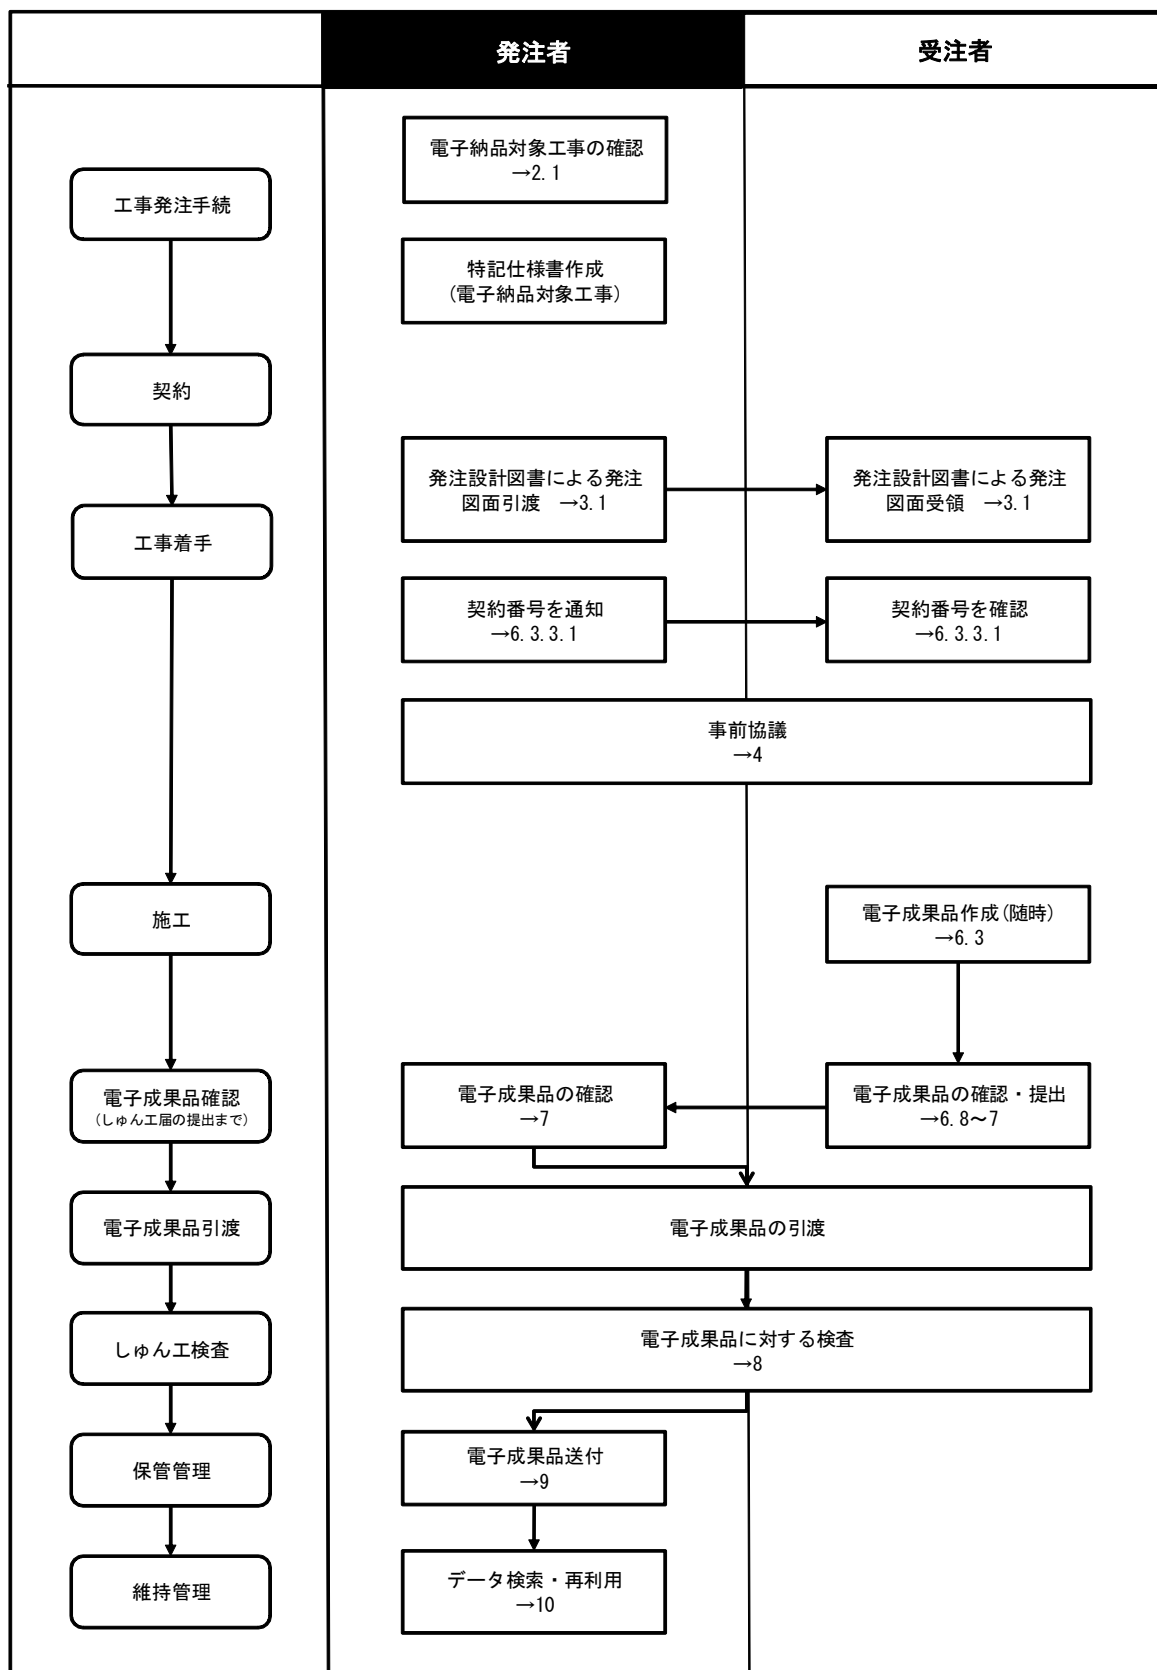 発注者
受注者
電子納品対象工事の確認
→2.1
工事発注手続
特記仕様書作成
(電子納品対象工事)
契約
発注設計図書による発注
図面引渡　→3.1
発注設計図書による発注
図面受領　→3.1
工事着手
契約番号を通知
→6.3.3.1
契約番号を確認
→6.3.3.1
事前協議
→4
施工
電子成果品作成(随時)
→6.3
電子成果品確認
(しゅん工届の提出まで)
電子成果品の確認
→7
電子成果品の確認・提出
→6.8～7
電子成果品引渡
電子成果品の引渡
しゅん工検査
電子成果品に対する検査
→8
保管管理
電子成果品送付
→9
維持管理
データ検索・再利用
→10